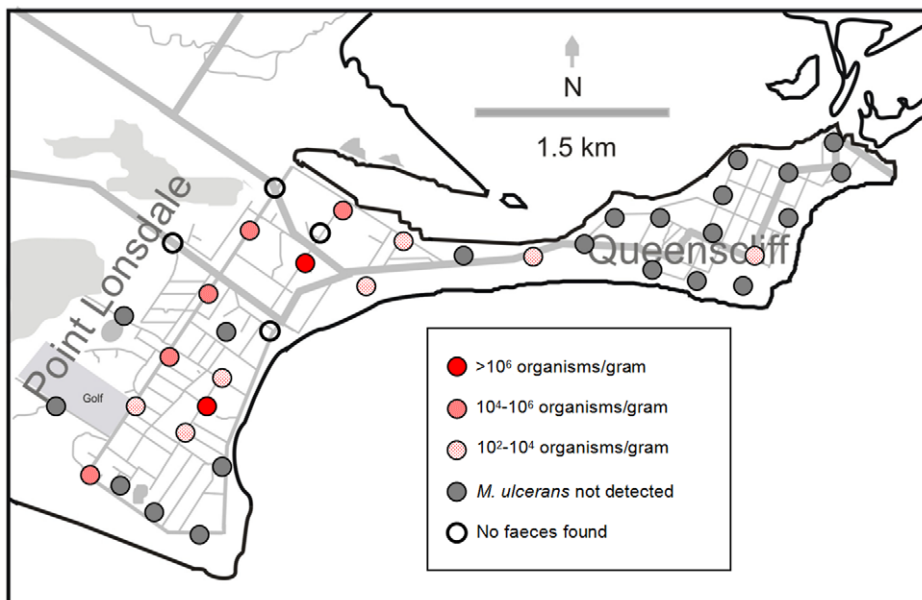 N
1.5 km
Queenscliff
Point Lonsdale
Golf
>10⁶ organisms/gram
10⁴-10⁶ organisms/gram
10²-10⁴ organisms/gram
M. ulcerans not detected
No faeces found